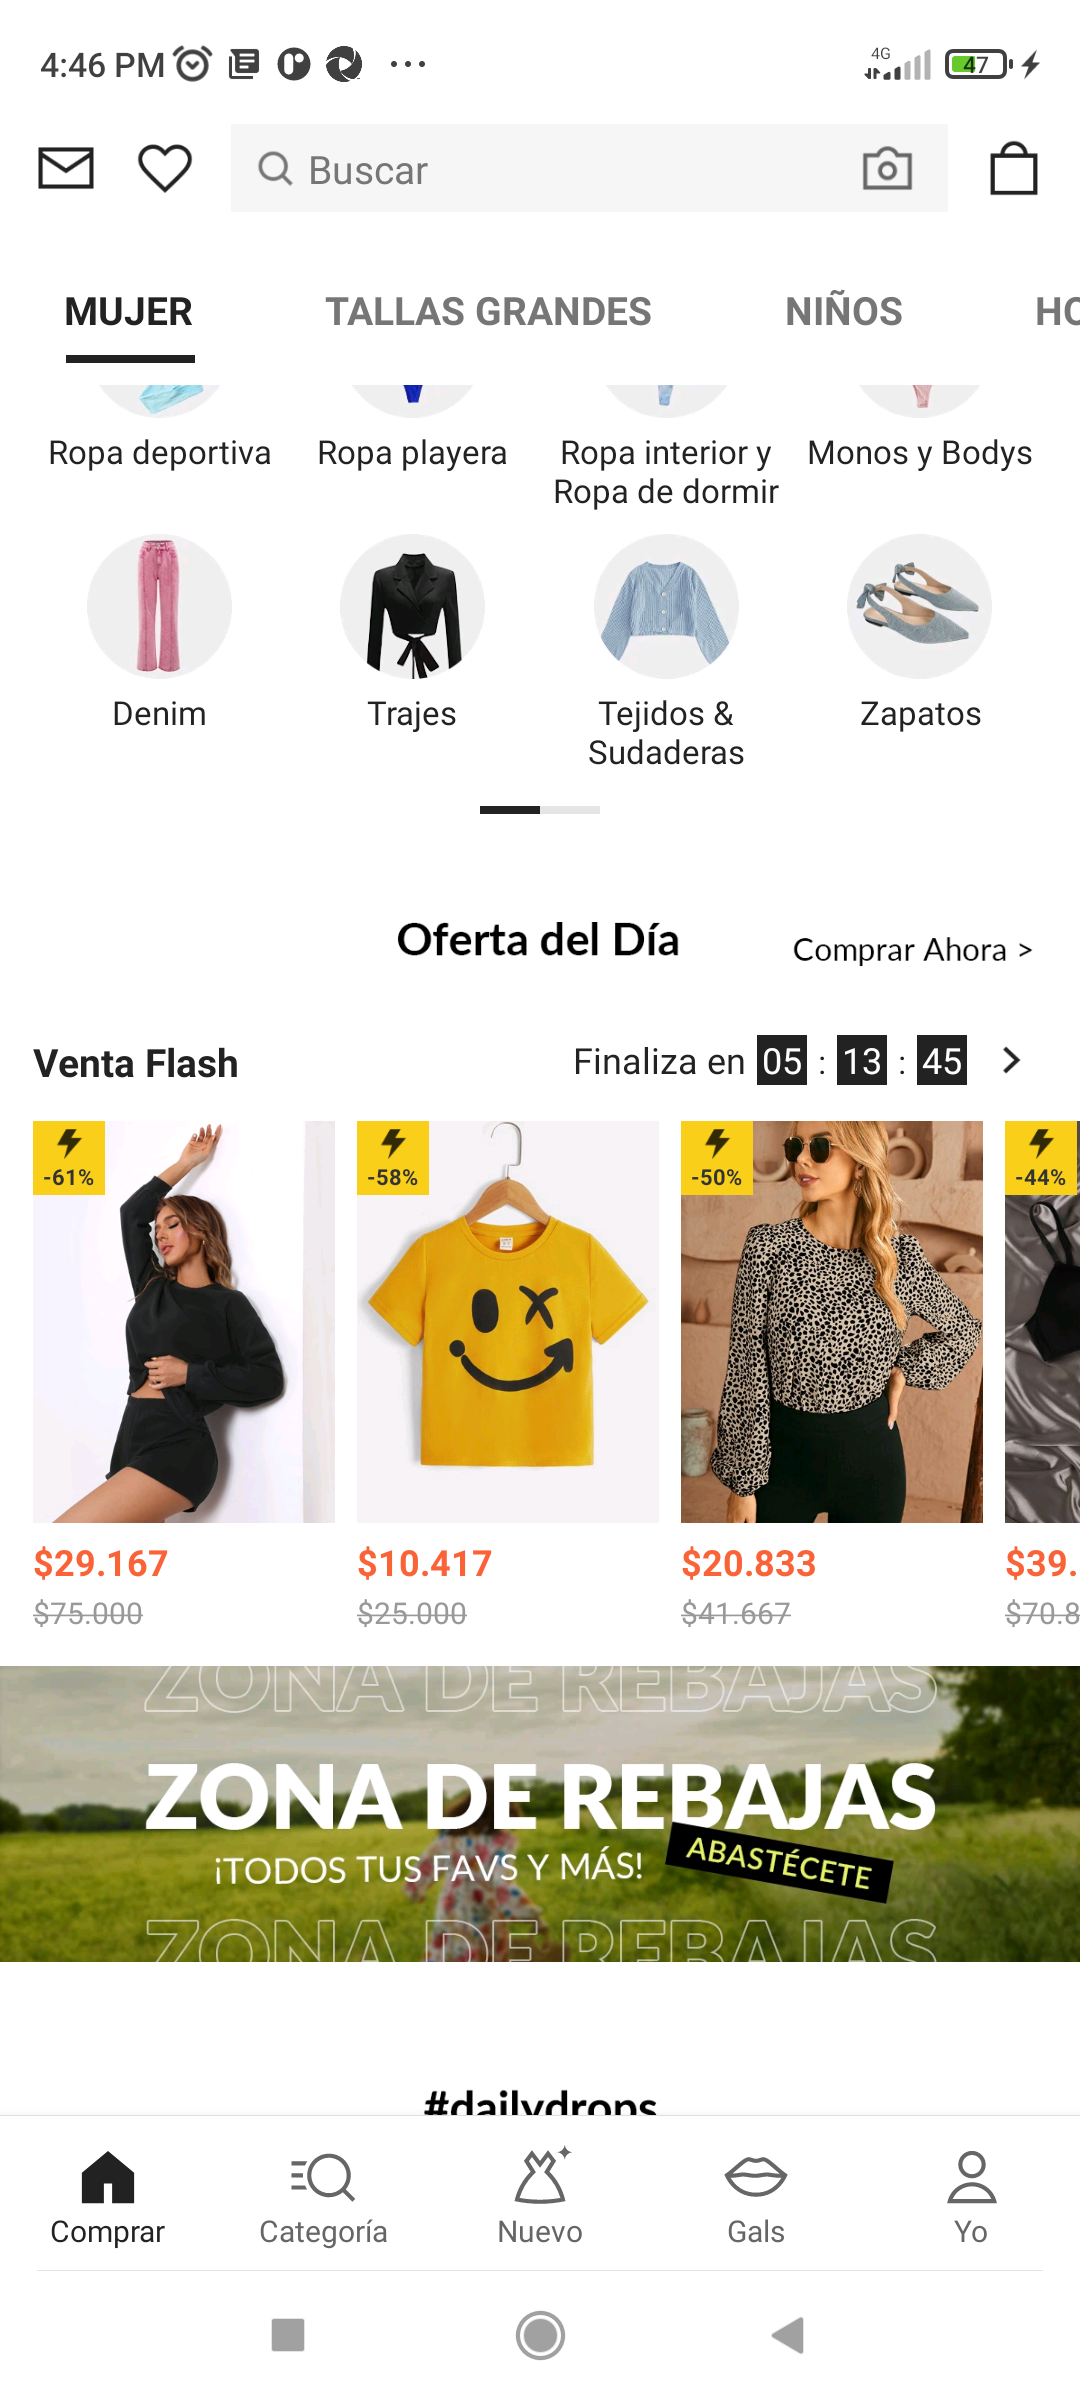 4:46 PM
4G
47
Buscar
MUJER
TALLAS GRANDES
NIÑOS
HO
Ropa deportiva
Ropa playera
Ropa interior y
Ropa de dormir
Monos y Bodys
Denim
Trajes
Tejidos &
Sudaderas
Zapatos
Oferta del Día
Comprar Ahora >
Venta Flash
Finaliza en 05 : 13 : 45
-61%
-58%
-50%
-44%
$29.167
$10.417
$20.833
$39.
$75.000
$25.000
$41.667
$70.8
ZONA DE REBAJAS
ZONA DE REBAJAS
¡TODOS TUS FAVS Y MÁS!
ABASTÉCETE
ZONA DE REBAJAS
#dailydrops
Comprar
Categoría
Nuevo
Gals
Yo